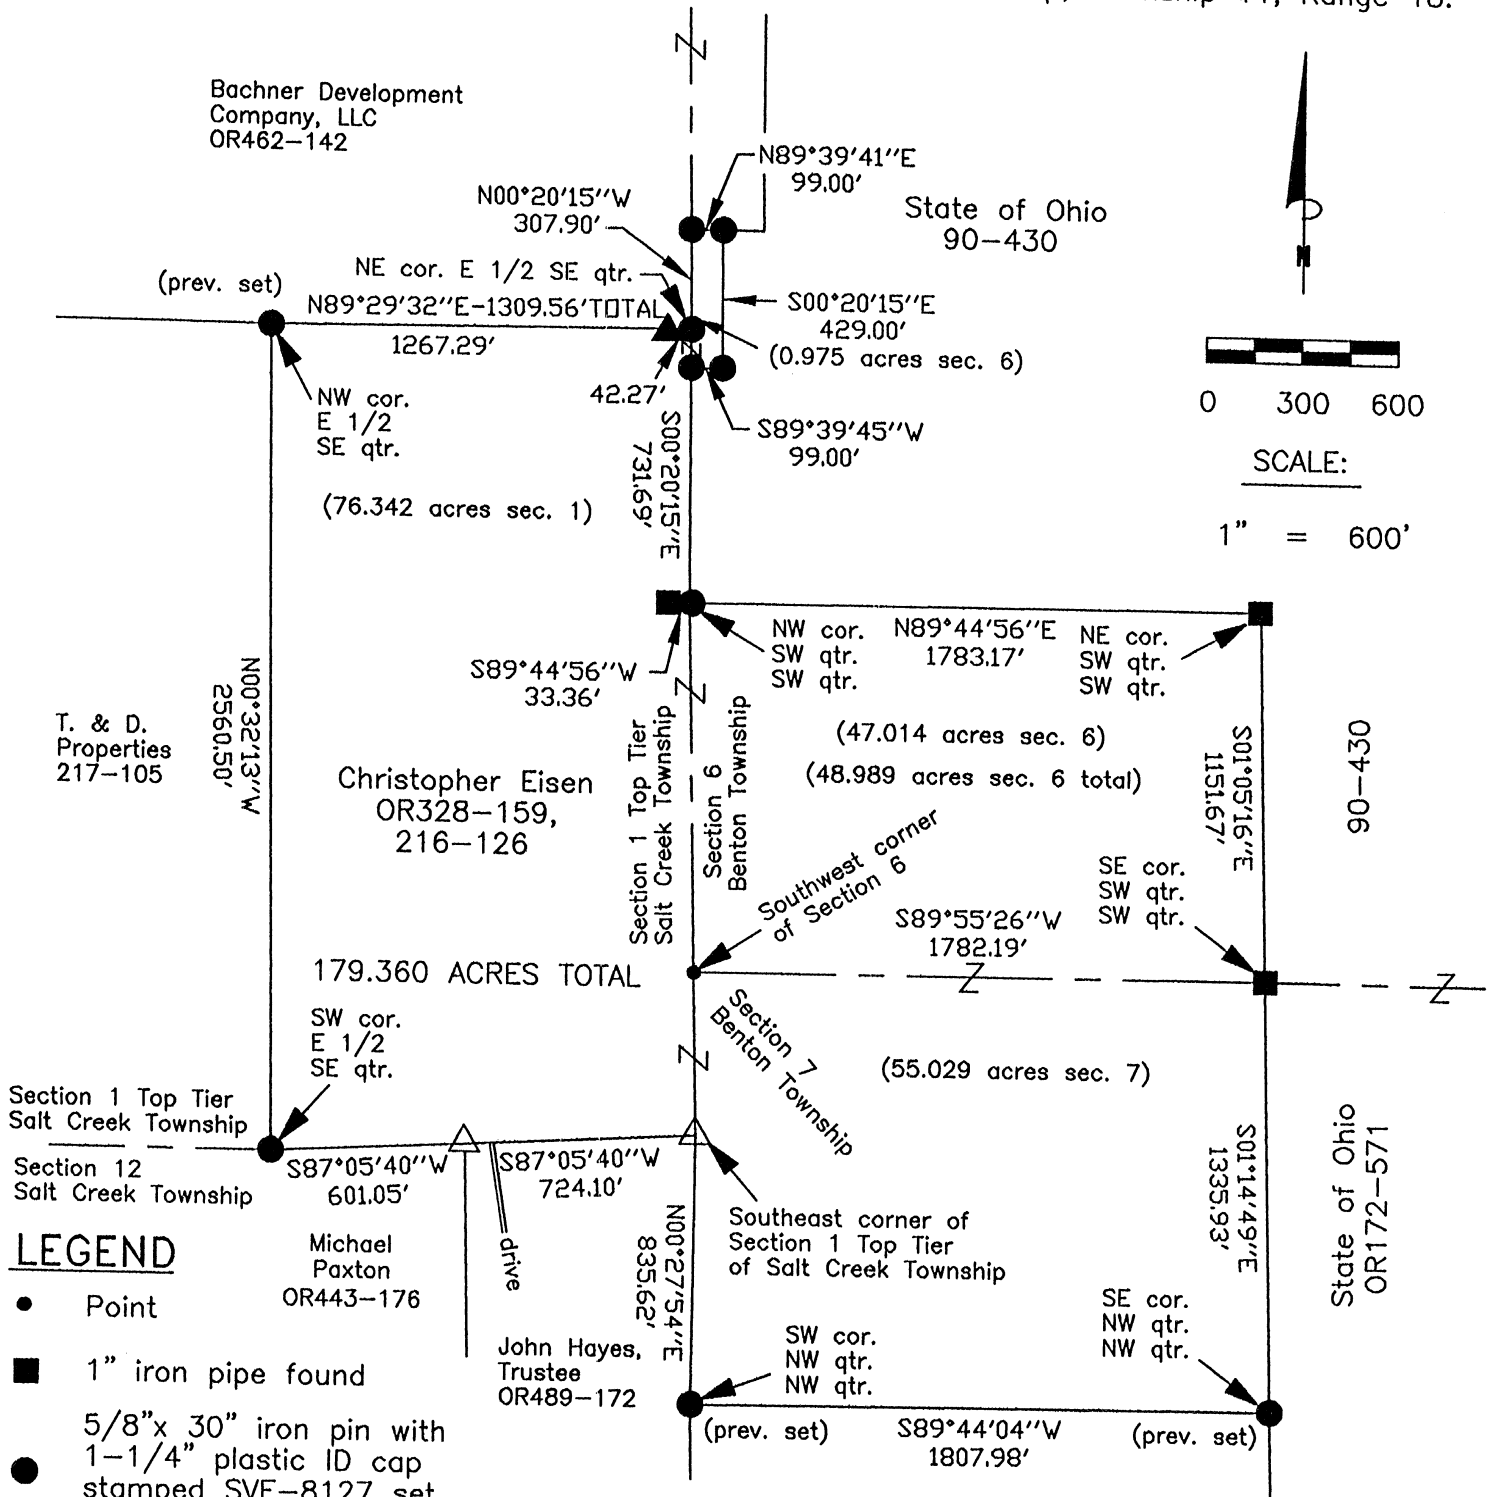 Township 11, Range 18.
Bachner Development
Company, LLC
OR462-142
N89°39'41"E
99.00'
N00°20'15"W
307.90'
State of Ohio
90-430
NE cor. E 1/2 SE qtr.
(prev. set)
N89°29'32"E-1309.56'TOTAL
1267.29'
S00°20'15"E
429.00'
(0.975 acres sec. 6)
42.27'
NW cor.
E 1/2
SE qtr.
S89°39'45"W
99.00'
0 300 600
SCALE:
1" = 600'
S00°20'15"E
731.69'
(76.342 acres sec. 1)
NW cor.
SW qtr.
SW qtr.
N89°44'56"E
1783.17'
NE cor.
SW qtr.
SW qtr.
S89°44'56"W
33.36'
N00°32'13"W
2560.50'
T. & D.
Properties
217-105
Christopher Eisen
OR328-159,
216-126
Section 1 Top Tier
Salt Creek Township
Section 6
Benton Township
(47.014 acres sec. 6)
(48.989 acres sec. 6 total)
S01°05'16"E
1151.67'
90-430
Southwest corner
of Section 6
S89°55'26"W
1782.19'
SE cor.
SW qtr.
SW qtr.
179.360 ACRES TOTAL
SW cor.
E 1/2
SE qtr.
Section 7
Benton Township
(55.029 acres sec. 7)
Section 1 Top Tier
Salt Creek Township
Section 12
Salt Creek Township
S87°05'40"W
601.05'
S87°05'40"W
724.10'
drive
Southeast corner of
Section 1 Top Tier
of Salt Creek Township
N00°27'54"E
835.62'
S01°14'49"E
1335.93'
State of Ohio
OR172-571
Michael
Paxton
OR443-176
John Hayes,
Trustee
OR489-172
SW cor.
NW qtr.
NW qtr.
SE cor.
NW qtr.
NW qtr.
(prev. set)
S89°44'04"W
1807.98'
(prev. set)
LEGEND
Point
1" iron pipe found
5/8"x 30" iron pin with
1-1/4" plastic ID cap
stamped SVE-8127 set
N